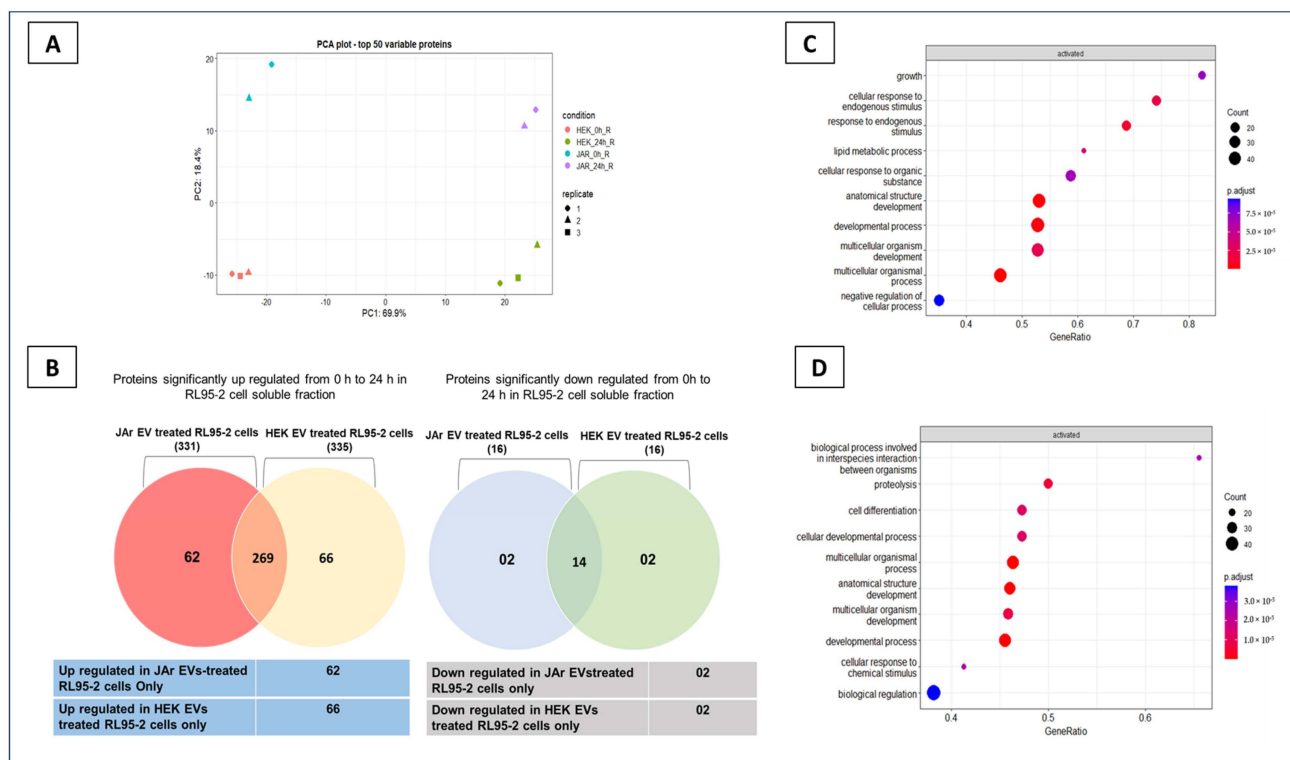 A
PCA plot - top 50 variable proteins
20
10
0
-10
-20
-10
0
10
20
PC2: 18.4%
PC1: 69.9%
condition
HEK_0h_R
HEK_24h_R
JAR_0h_R
JAR_24h_R
replicate
1
2
3
B
Proteins significantly up regulated from 0 h to 24 h in
RL95-2 cell soluble fraction
JAr EV treated RL95-2 cells
(331)
HEK EV treated RL95-2 cells
(335)
62
269
66
Up regulated in JAr EVs-treated
RL95-2 cells Only
62
Up regulated in HEK EVs
treated RL95-2 cells only
66
Proteins significantly down regulated from 0h to
24 h in RL95-2 cell soluble fraction
JAr EV treated RL95-2 cells
(16)
HEK EV treated RL95-2 cells
(16)
02
14
02
Down regulated in JAr EVstreated
RL95-2 cells only
02
Down regulated in HEK EVs
treated RL95-2 cells only
02
C
activated
growth
cellular response to
endogenous stimulus
response to endogenous
stimulus
lipid metabolic process
cellular response to organic
substance
anatomical structure
development
developmental process
multicellular organism
development
multicellular organismal
process
negative regulation of
cellular process
0.4
0.5
0.6
0.7
0.8
GeneRatio
Count
20
30
40
p.adjust
7.5 × 10⁻⁵
5.0 × 10⁻⁵
2.5 × 10⁻⁵
D
activated
biological process involved
in interspecies interaction
between organisms
proteolysis
cell differentiation
cellular developmental process
multicellular organismal
process
anatomical structure
development
multicellular organism
development
developmental process
cellular response to
chemical stimulus
biological regulation
0.4
0.5
0.6
GeneRatio
Count
20
30
40
p.adjust